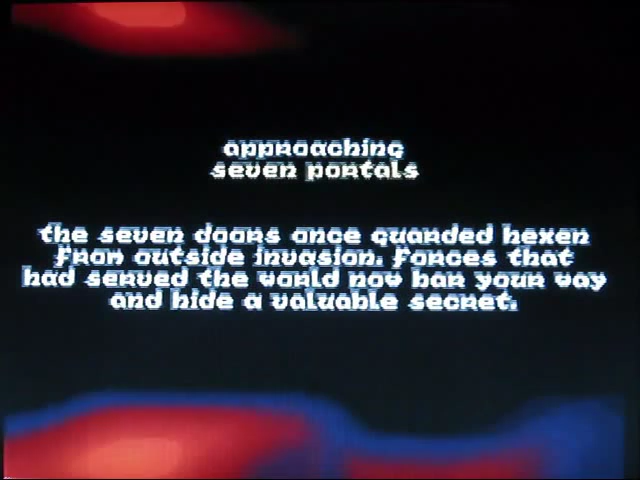 approaching
seven portals
the seven doors once guarded hexen
from outside invasion. forces that
had served the world now bar your way
and hide a valuable secret.